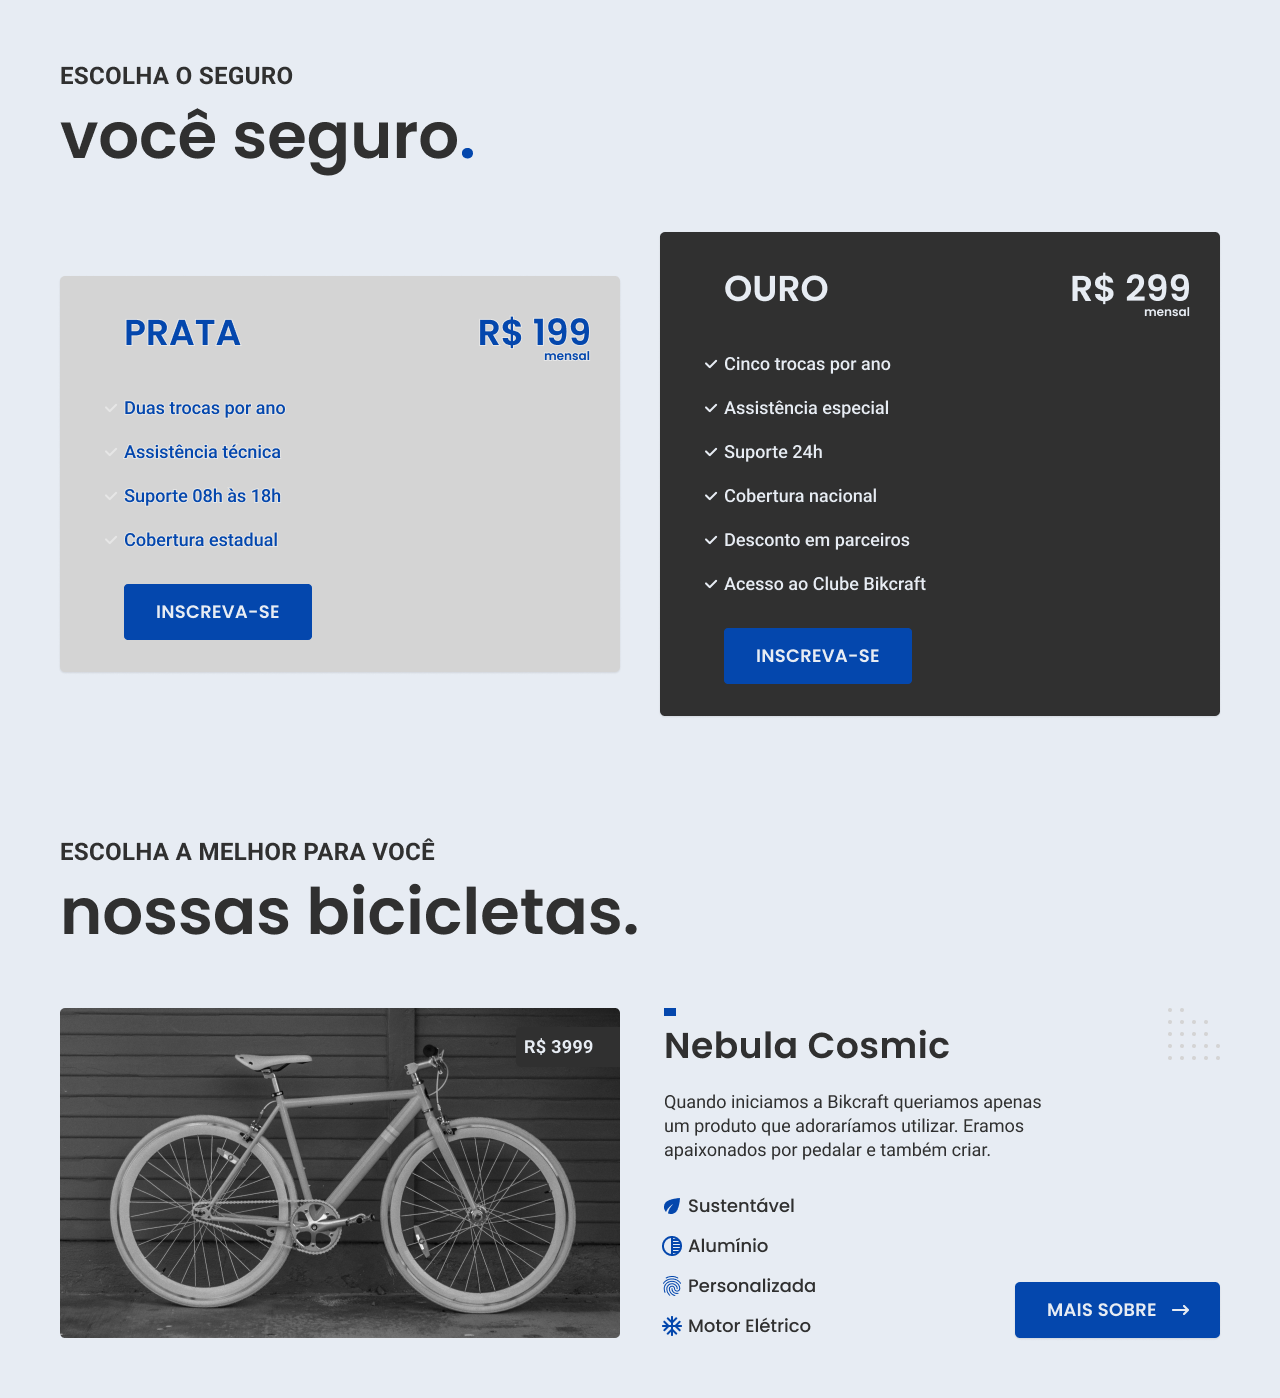 ESCOLHA O SEGURO
você seguro.
PRATA
R$ 199
mensal
Duas trocas por ano
Assistência técnica
Suporte 08h às 18h
Cobertura estadual
INSCREVA-SE
OURO
R$ 299
mensal
Cinco trocas por ano
Assistência especial
Suporte 24h
Cobertura nacional
Desconto em parceiros
Acesso ao Clube Bikcraft
INSCREVA-SE
ESCOLHA A MELHOR PARA VOCÊ
nossas bicicletas.
R$ 3999
Nebula Cosmic
Quando iniciamos a Bikcraft queriamos apenas
um produto que adoraríamos utilizar. Eramos
apaixonados por pedalar e também criar.
Sustentável
Alumínio
Personalizada
Motor Elétrico
MAIS SOBRE